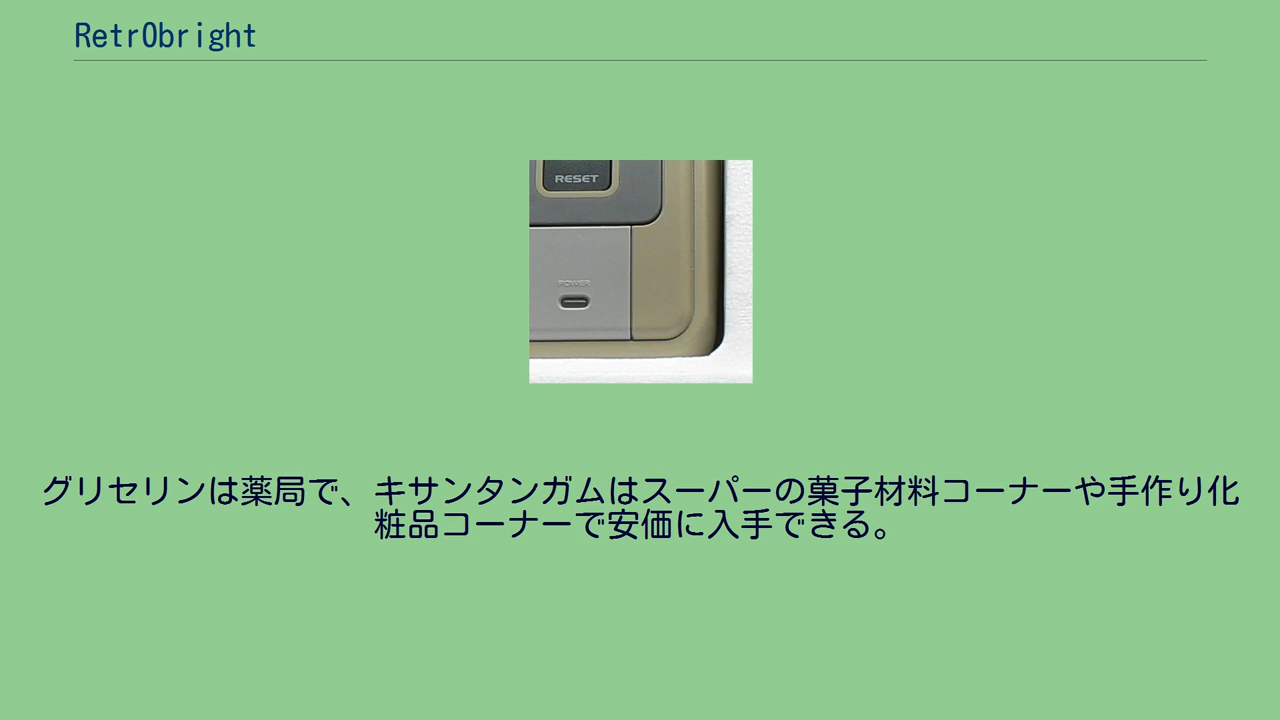 Retr0bright
RESET
POWER
グリセリンは薬局で、キサンタンガムはスーパーの菓子材料コーナーや手作り化
粧品コーナーで安価に入手できる。